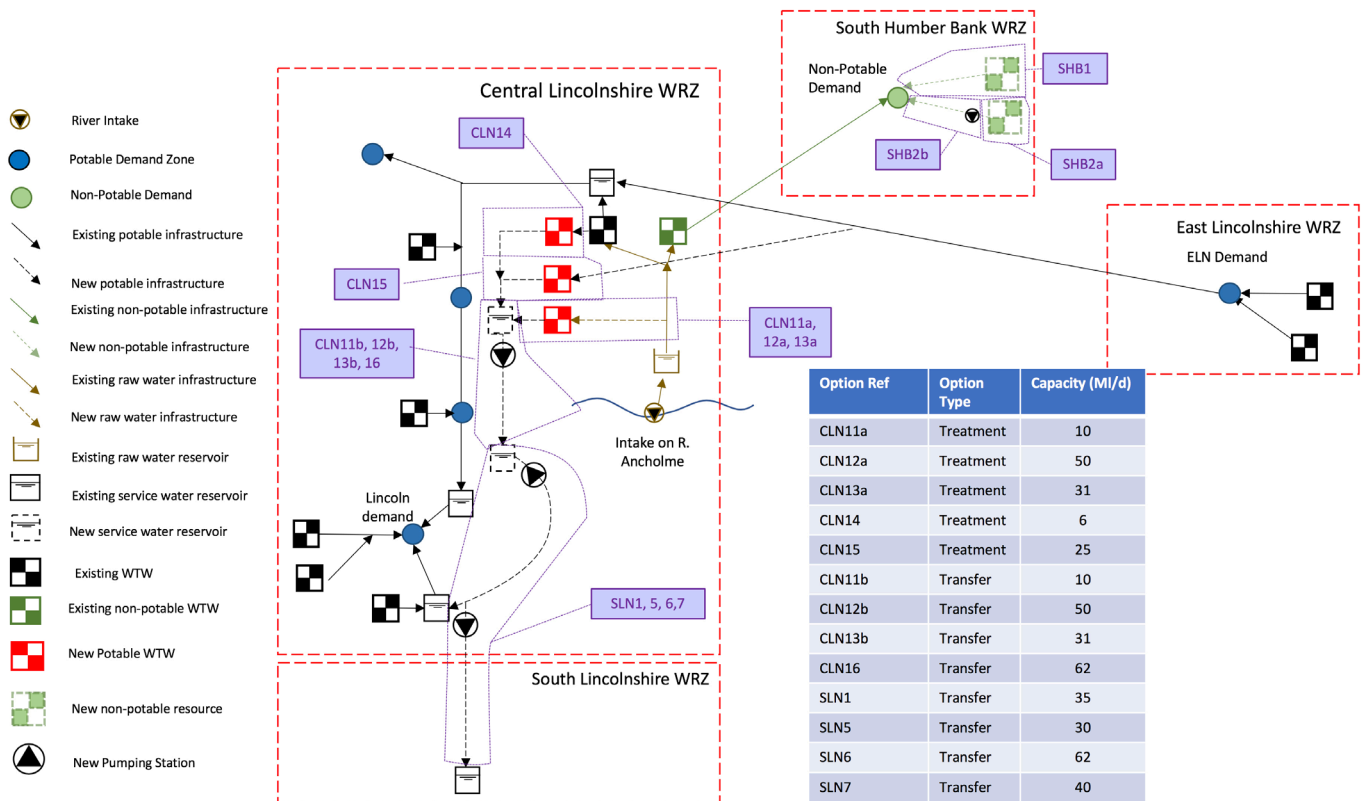 South Humber Bank WRZ
Non-Potable
Demand
SHB1
SHB2b
SHB2a
Central Lincolnshire WRZ
CLN14
CLN15
CLN11b, 12b,
13b, 16
CLN11a,
12a, 13a
Intake on R.
Ancholme
Lincoln
demand
SLN1, 5, 6,7
South Lincolnshire WRZ
East Lincolnshire WRZ
ELN Demand
River Intake
Potable Demand Zone
Non-Potable Demand
Existing potable infrastructure
New potable infrastructure
Existing non-potable infrastructure
New non-potable infrastructure
Existing raw water infrastructure
New raw water infrastructure
Existing raw water reservoir
Existing service water reservoir
New service water reservoir
Existing WTW
Existing non-potable WTW
New Potable WTW
New non-potable resource
New Pumping Station
Option Ref Option Type Capacity (Ml/d)
CLN11a Treatment 10
CLN12a Treatment 50
CLN13a Treatment 31
CLN14 Treatment 6
CLN15 Treatment 25
CLN11b Transfer 10
CLN12b Transfer 50
CLN13b Transfer 31
CLN16 Transfer 62
SLN1 Transfer 35
SLN5 Transfer 30
SLN6 Transfer 62
SLN7 Transfer 40